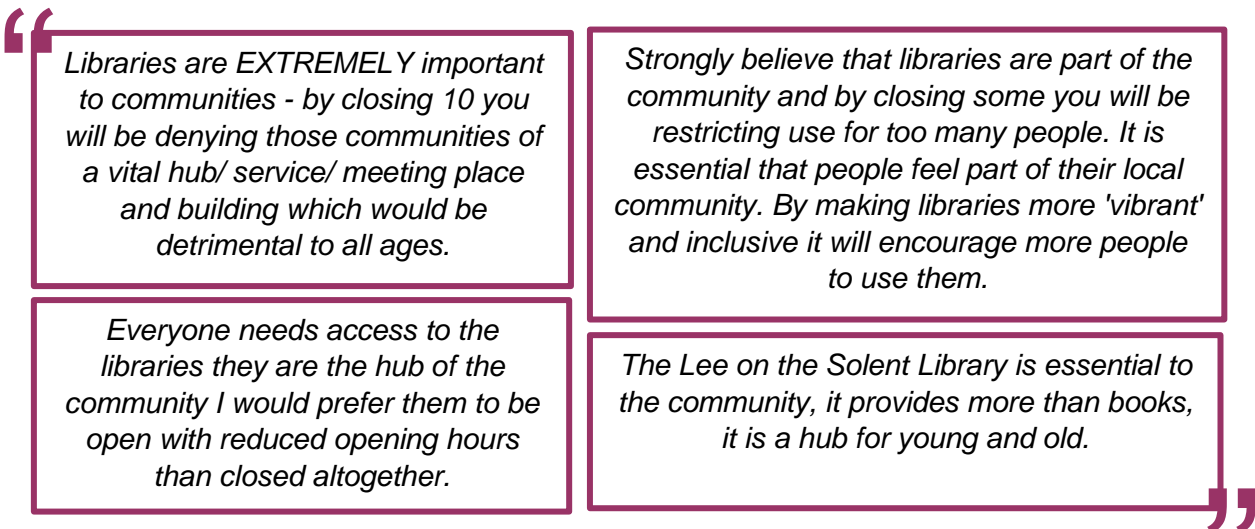 “
Libraries are EXTREMELY important
to communities - by closing 10 you
will be denying those communities of
a vital hub/ service/ meeting place
and building which would be
detrimental to all ages.
Strongly believe that libraries are part of the
community and by closing some you will be
restricting use for too many people. It is
essential that people feel part of their local
community. By making libraries more 'vibrant'
and inclusive it will encourage more people
to use them.
Everyone needs access to the
libraries they are the hub of the
community I would prefer them to be
open with reduced opening hours
than closed altogether.
The Lee on the Solent Library is essential to
the community, it provides more than books,
it is a hub for young and old.
”